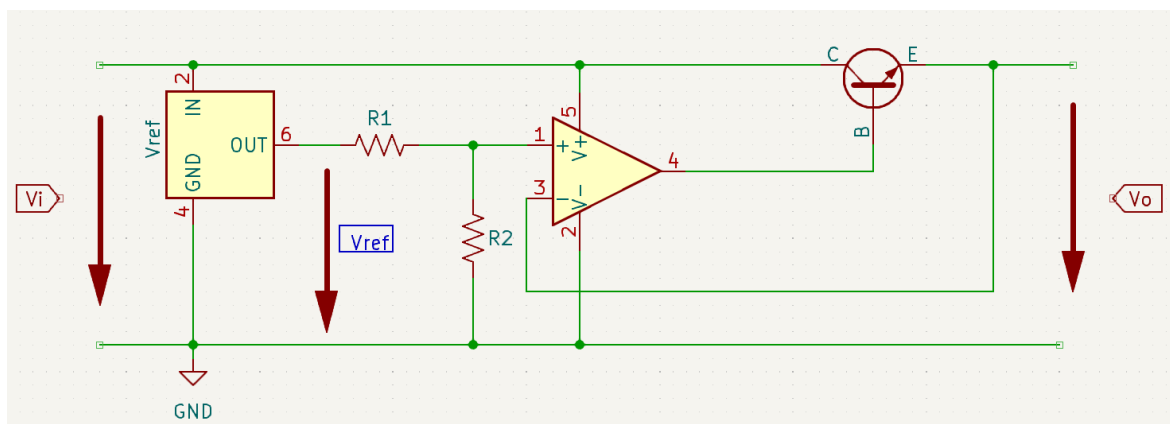 C
E
2
IN
R1
5
B
Vref
OUT
6
1
+
V+
GND
4
3
-
V-
Vi
4
Vref
R2
2
Vo
GND